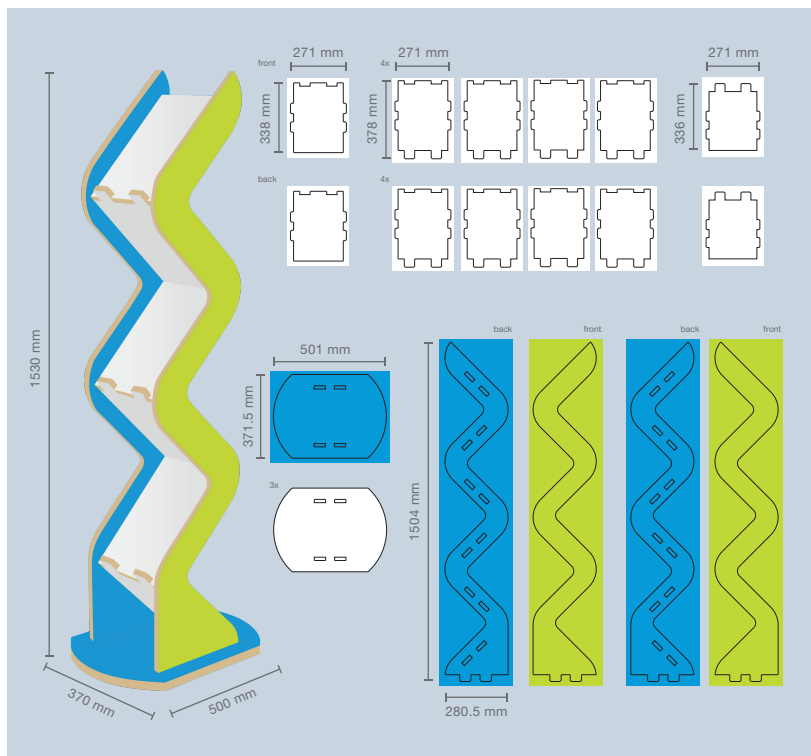 271 mm
271 mm
271 mm
front
4x
338 mm
378 mm
336 mm
back
4x
1530 mm
501 mm
371.5 mm
3x
back
front
back
front
1504 mm
280.5 mm
370 mm
500 mm